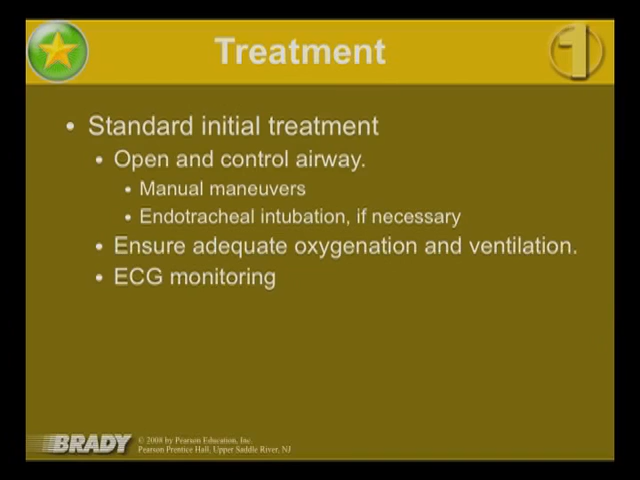 Treatment
1
• Standard initial treatment
• Open and control airway.
• Manual maneuvers
• Endotracheal intubation, if necessary
• Ensure adequate oxygenation and ventilation.
• ECG monitoring
BRADY
© 2008 by Pearson Education, Inc.
Pearson Prentice Hall, Upper Saddle River, NJ